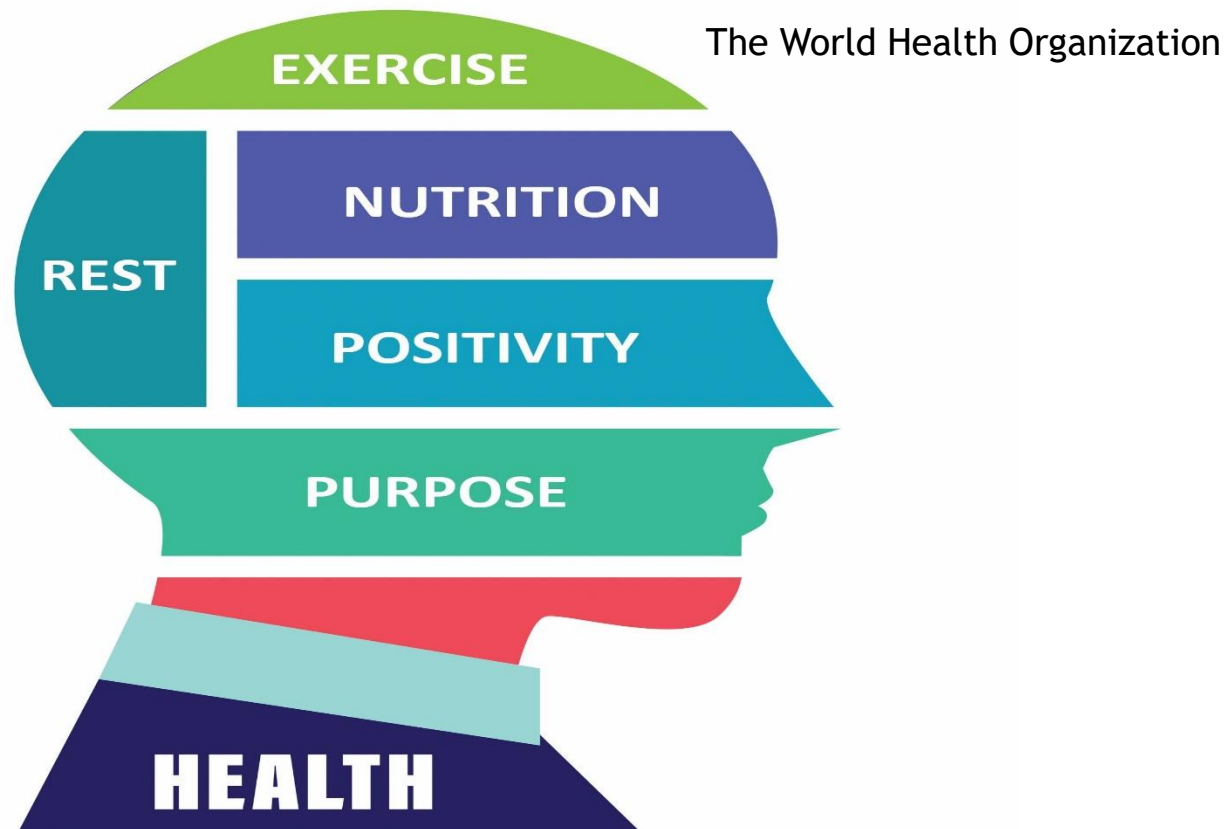 The World Health Organization
EXERCISE
NUTRITION
REST
POSITIVITY
PURPOSE
HEALTH